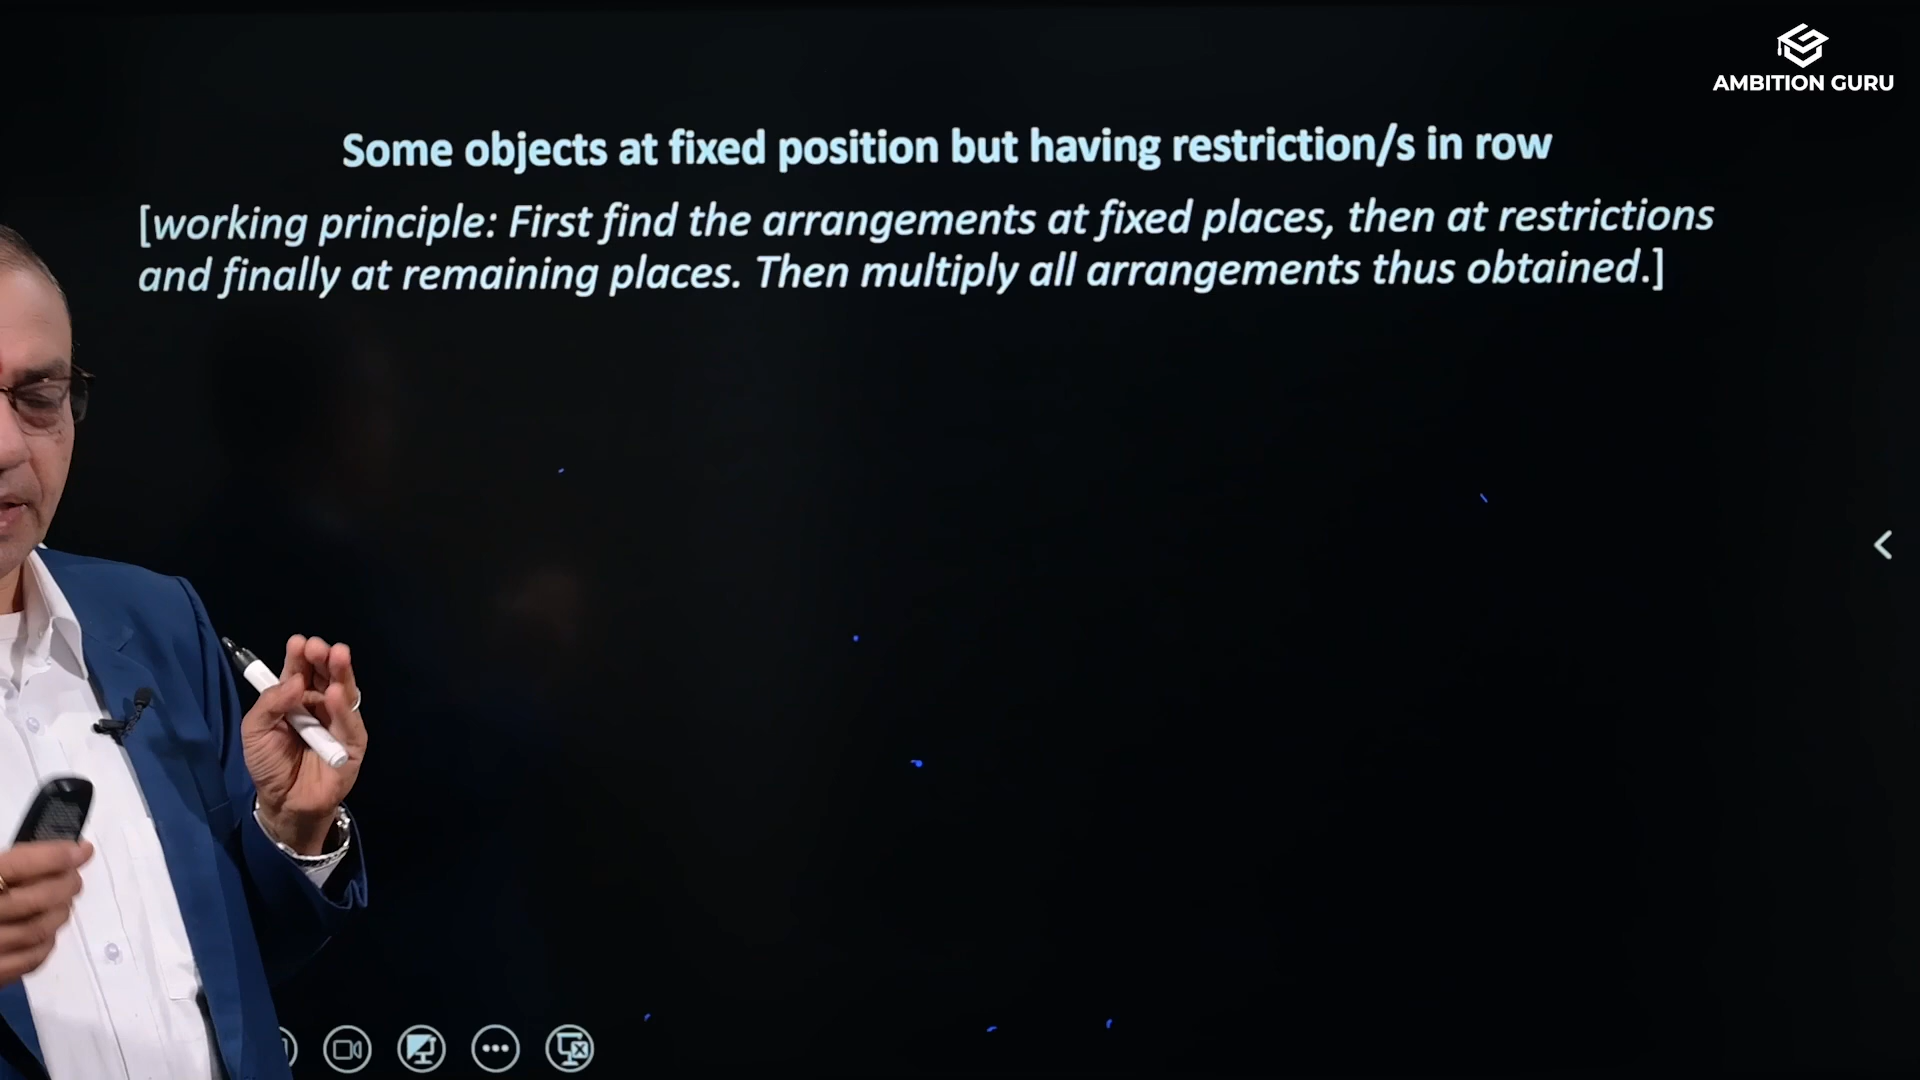 AMBITION GURU
Some objects at fixed position but having restriction/s in row
[working principle: First find the arrangements at fixed places, then at restrictions
and finally at remaining places. Then multiply all arrangements thus obtained.]